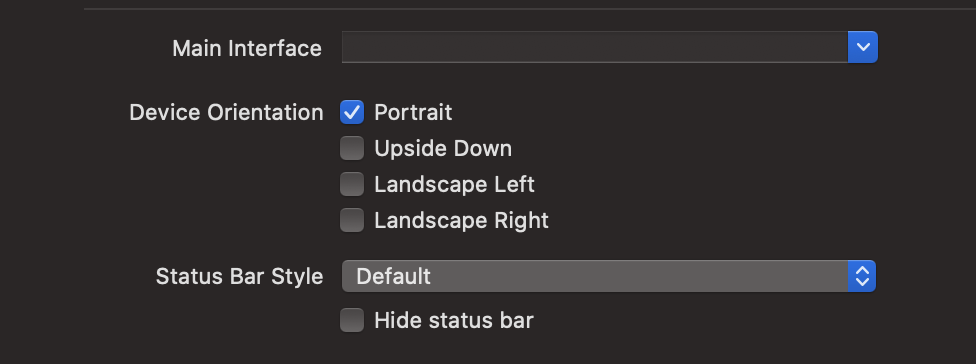 Main Interface
Device Orientation Portrait
Upside Down
Landscape Left
Landscape Right
Status Bar Style Default
Hide status bar